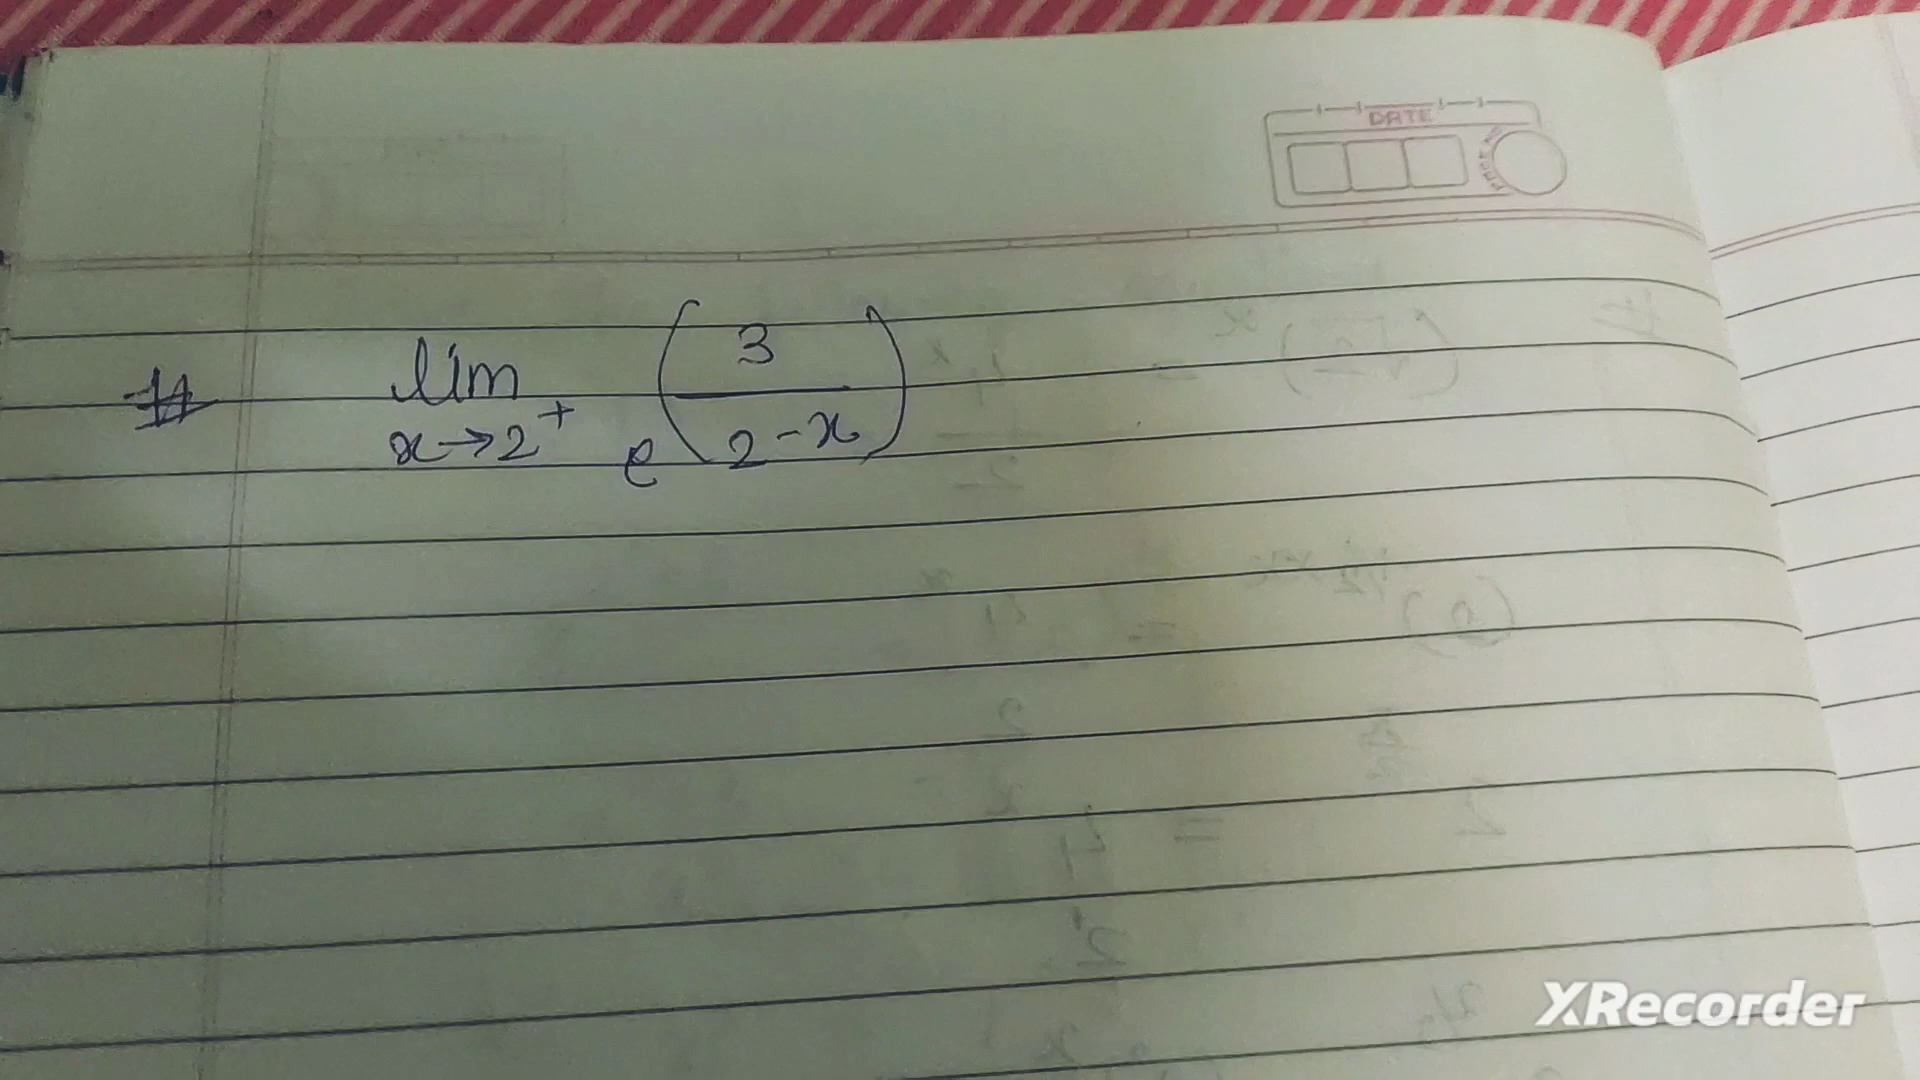 DATE
# lim x→2⁺ e^(3/(2-x))
XRecorder